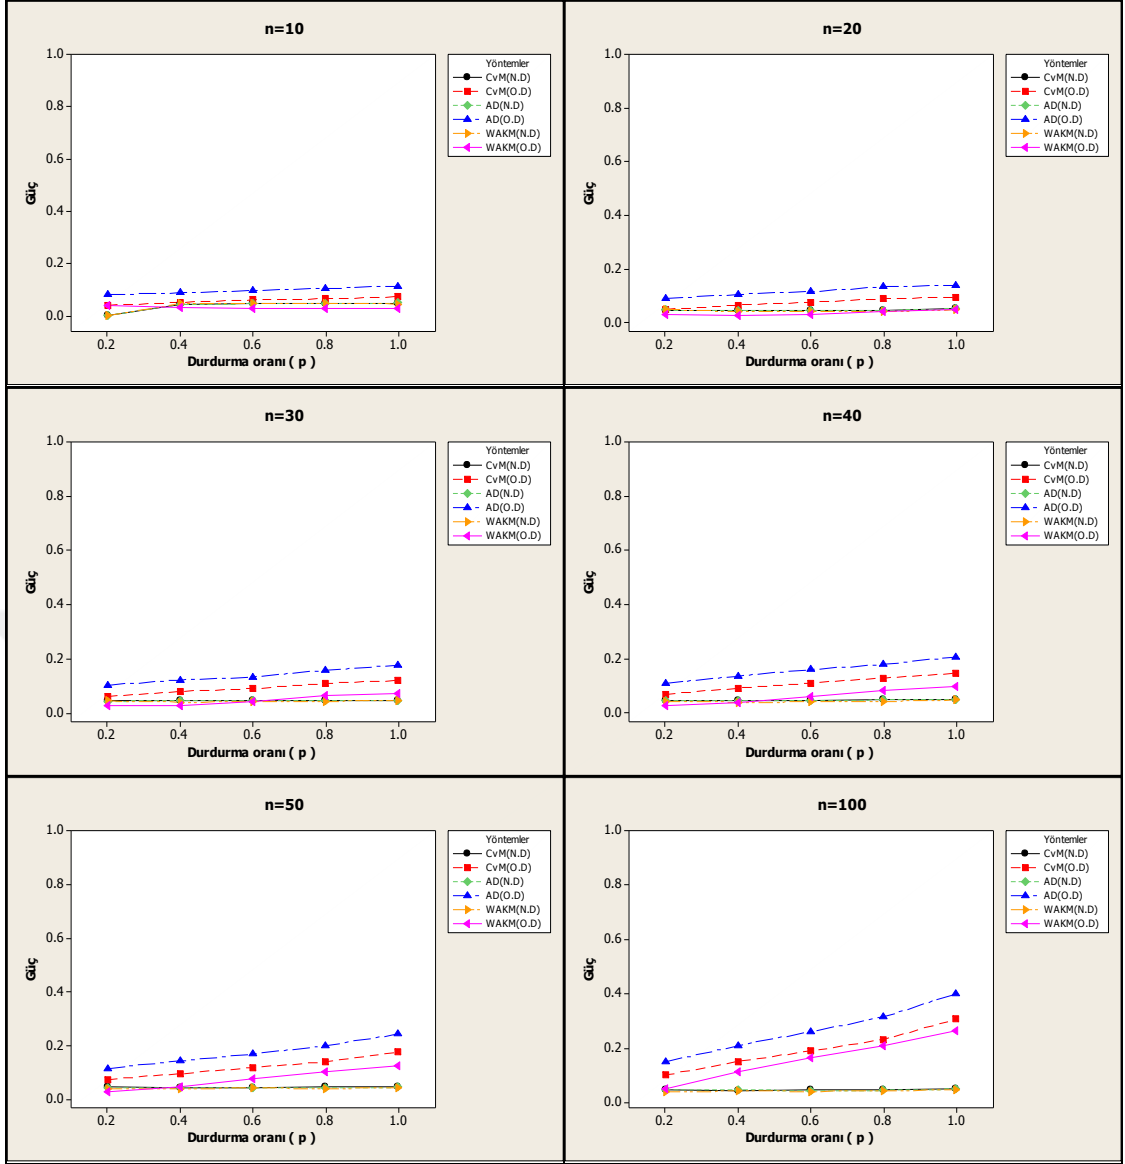 n=10
1.0
0.8
0.6
0.4
0.2
0.0
Güç
0.2 0.4 0.6 0.8 1.0
Durdurma oranı ( p )
Yöntemler
CvM(N.D)
CvM(O.D)
AD(N.D)
AD(O.D)
WAKM(N.D)
WAKM(O.D)
n=20
1.0
0.8
0.6
0.4
0.2
0.0
Güç
0.2 0.4 0.6 0.8 1.0
Durdurma oranı ( p )
Yöntemler
CvM(N.D)
CvM(O.D)
AD(N.D)
AD(O.D)
WAKM(N.D)
WAKM(O.D)
n=30
1.0
0.8
0.6
0.4
0.2
0.0
Güç
0.2 0.4 0.6 0.8 1.0
Durdurma oranı ( p )
Yöntemler
CvM(N.D)
CvM(O.D)
AD(N.D)
AD(O.D)
WAKM(N.D)
WAKM(O.D)
n=40
1.0
0.8
0.6
0.4
0.2
0.0
Güç
0.2 0.4 0.6 0.8 1.0
Durdurma oranı ( p )
Yöntemler
CvM(N.D)
CvM(O.D)
AD(N.D)
AD(O.D)
WAKM(N.D)
WAKM(O.D)
n=50
1.0
0.8
0.6
0.4
0.2
0.0
Güç
0.2 0.4 0.6 0.8 1.0
Durdurma oranı ( p )
Yöntemler
CvM(N.D)
CvM(O.D)
AD(N.D)
AD(O.D)
WAKM(N.D)
WAKM(O.D)
n=100
1.0
0.8
0.6
0.4
0.2
0.0
Güç
0.2 0.4 0.6 0.8 1.0
Durdurma oranı ( p )
Yöntemler
CvM(N.D)
CvM(O.D)
AD(N.D)
AD(O.D)
WAKM(N.D)
WAKM(O.D)